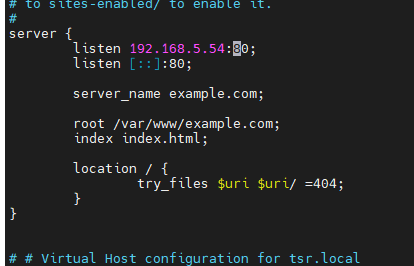 # to sites-enabled/ to enable it.
#
server {
        listen 192.168.5.54:80;
        listen [::]:80;

        server_name example.com;

        root /var/www/example.com;
        index index.html;

        location / {
                try_files $uri $uri/ =404;
        }
}

# # Virtual Host configuration for tsr.local